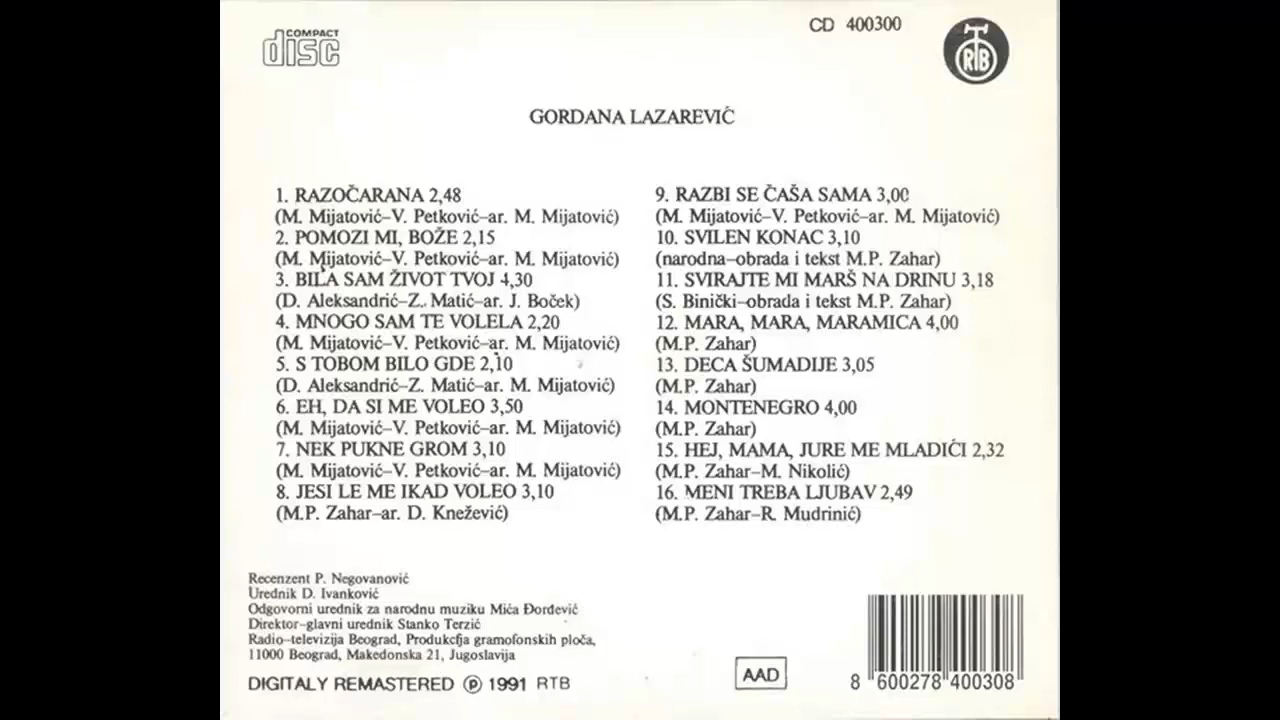 COMPACT
disc
CD 400300
RTB
GORDANA LAZAREVIĆ
1. RAZOČARANA 2,48
(M. Mijatović–V. Petković–ar. M. Mijatović)
2. POMOZI MI, BOŽE 2,15
(M. Mijatović–V. Petković–ar. M. Mijatović)
3. BILA SAM ŽIVOT TVOJ 4,30
(D. Aleksandrić–Z. Matić–ar. J. Boček)
4. MNOGO SAM TE VOLELA 2,20
(M. Mijatović–V. Petković–ar. M. Mijatović)
5. S TOBOM BILO GDE 2,10
(D. Aleksandrić–Z. Matić–ar. M. Mijatović)
6. EH, DA SI ME VOLEO 3,50
(M. Mijatović–V. Petković–ar. M. Mijatović)
7. NEK PUKNE GROM 3,10
(M. Mijatović–V. Petković–ar. M. Mijatović)
8. JESI LE ME IKAD VOLEO 3,10
(M.P. Zahar–ar. D. Knežević)
9. RAZBI SE ČAŠA SAMA 3,00
(M. Mijatović–V. Petković–ar. M. Mijatović)
10. SVILEN KONAC 3,10
(narodna–obrada i tekst M.P. Zahar)
11. SVIRAJTE MI MARŠ NA DRINU 3,18
(S. Binički–obrada i tekst M.P. Zahar)
12. MARA, MARA, MARAMICA 4,00
(M.P. Zahar)
13. DECA ŠUMADIJE 3,05
(M.P. Zahar)
14. MONTENEGRO 4,00
(M.P. Zahar)
15. HEJ, MAMA, JURE ME MLADIĆI 2,32
(M.P. Zahar–M. Nikolić)
16. MENI TREBA LJUBAV 2,49
(M.P. Zahar–R. Mudrinić)
Recenzent P. Negovanović
Urednik D. Ivanković
Odgovorni urednik za narodnu muziku Mića Đorđević
Direktor–glavni urednik Stanko Terzić
Radio–televizija Beograd, Produkcija gramofonskih ploča,
11000 Beograd, Makedonska 21, Jugoslavija
DIGITALY REMASTERED ℗ 1991 RTB
AAD
8 600278 400308